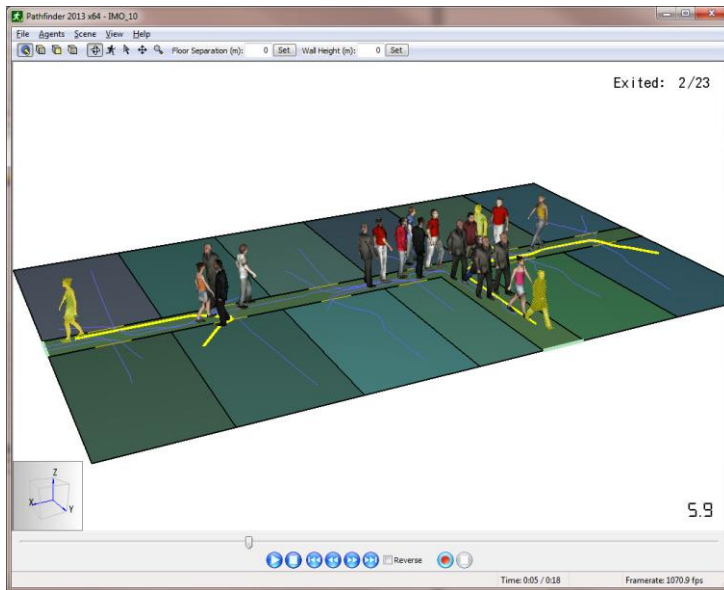 Pathfinder 2013 x64 - IMO_10
File Agents Scene View Help
Floor Separation (m): 0 Set Wall Height (m): 0 Set
Exited: 2/23
Z
X
Y
5.9
Reverse
Time: 0:05 / 0:18 Framerate: 1070.9 fps